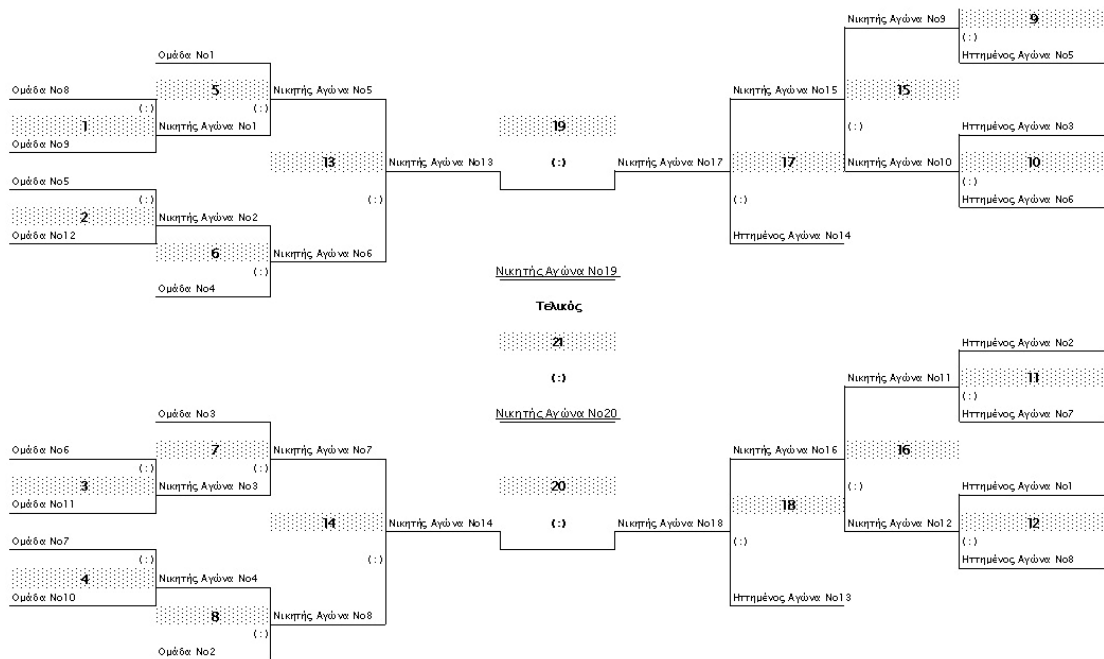 Νικητής Αγώνα Νο9
9
( : )
Ηττημένος Αγώνα Νο5
Ομάδα Νο1
Ομάδα Νο8
5
Νικητής Αγώνα Νο5
19
Νικητής Αγώνα Νο15
15
( : )
( : )
1
Νικητής Αγώνα Νο1
( : )
Ηττημένος Αγώνα Νο3
Ομάδα Νο9
13
Νικητής Αγώνα Νο13
( : )
Νικητής Αγώνα Νο17
17
Νικητής Αγώνα Νο10
10
( : )
Ομάδα Νο5
( : )
( : )
( : )
Ηττημένος Αγώνα Νο6
2
Νικητής Αγώνα Νο2
Ομάδα Νο12
Ηττημένος Αγώνα Νο14
6
Νικητής Αγώνα Νο6
( : )
Νικητής Αγώνα Νο19
Ομάδα Νο4
Τελικός
21
Ηττημένος Αγώνα Νο2
( : )
Νικητής Αγώνα Νο11
11
( : )
Ομάδα Νο3
Νικητής Αγώνα Νο20
Ηττημένος Αγώνα Νο7
Ομάδα Νο6
7
Νικητής Αγώνα Νο7
Νικητής Αγώνα Νο16
16
( : )
( : )
3
Νικητής Αγώνα Νο3
20
( : )
Ηττημένος Αγώνα Νο1
Ομάδα Νο11
18
14
Νικητής Αγώνα Νο14
( : )
Νικητής Αγώνα Νο18
Νικητής Αγώνα Νο12
12
Ομάδα Νο7
( : )
( : )
( : )
( : )
Ηττημένος Αγώνα Νο8
4
Νικητής Αγώνα Νο4
Ομάδα Νο10
Ηττημένος Αγώνα Νο13
8
Νικητής Αγώνα Νο8
( : )
Ομάδα Νο2